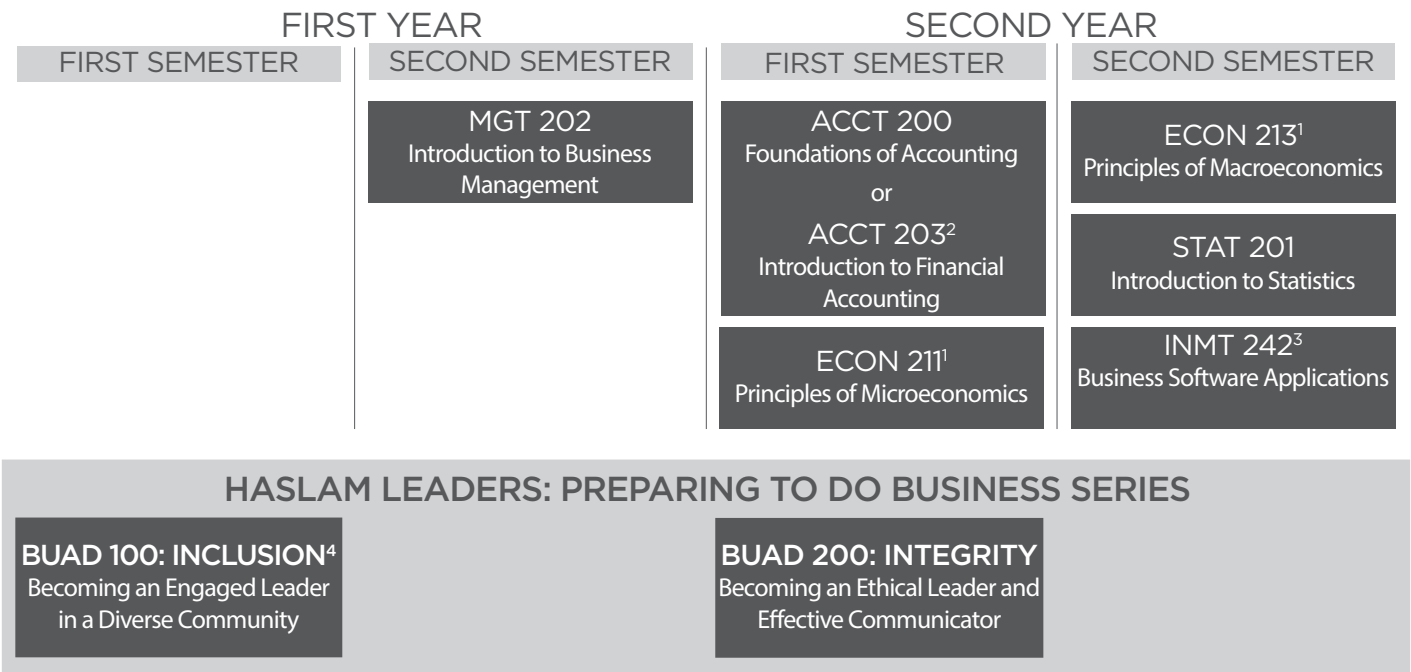 FIRST YEAR
SECOND YEAR
FIRST SEMESTER
SECOND SEMESTER
FIRST SEMESTER
SECOND SEMESTER
MGT 202
Introduction to Business
Management
ACCT 200
Foundations of Accounting
or
ACCT 203²
Introduction to Financial
Accounting
ECON 211¹
Principles of Microeconomics
ECON 213¹
Principles of Macroeconomics
STAT 201
Introduction to Statistics
INMT 242³
Business Software Applications
HASLAM LEADERS: PREPARING TO DO BUSINESS SERIES
BUAD 100: INCLUSION⁴
Becoming an Engaged Leader
in a Diverse Community
BUAD 200: INTEGRITY
Becoming an Ethical Leader and
Effective Communicator